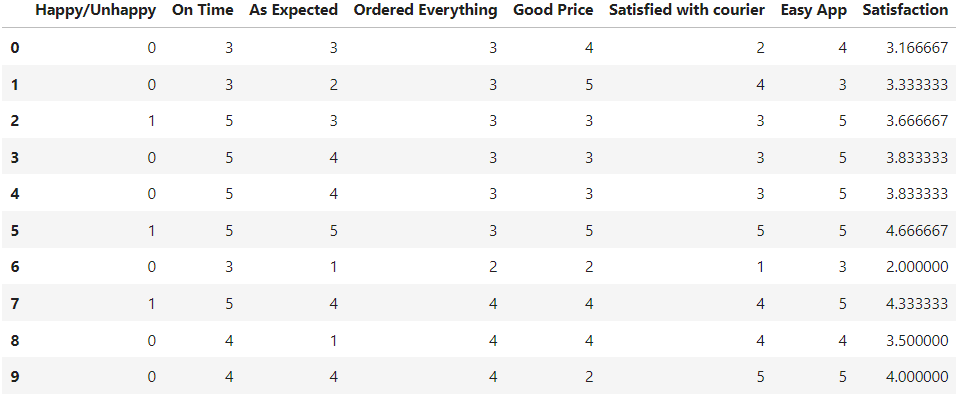 Happy/Unhappy On Time As Expected Ordered Everything Good Price Satisfied with courier Easy App Satisfaction
0 0 3 3 3 4 2 4 3.166667
1 0 3 2 3 5 4 3 3.333333
2 1 5 3 3 3 3 5 3.666667
3 0 5 4 3 3 3 5 3.833333
4 0 5 4 3 3 3 5 3.833333
5 1 5 5 3 5 5 5 4.666667
6 0 3 1 2 2 1 3 2.000000
7 1 5 4 4 4 4 5 4.333333
8 0 4 1 4 4 4 4 3.500000
9 0 4 4 4 2 5 5 4.000000